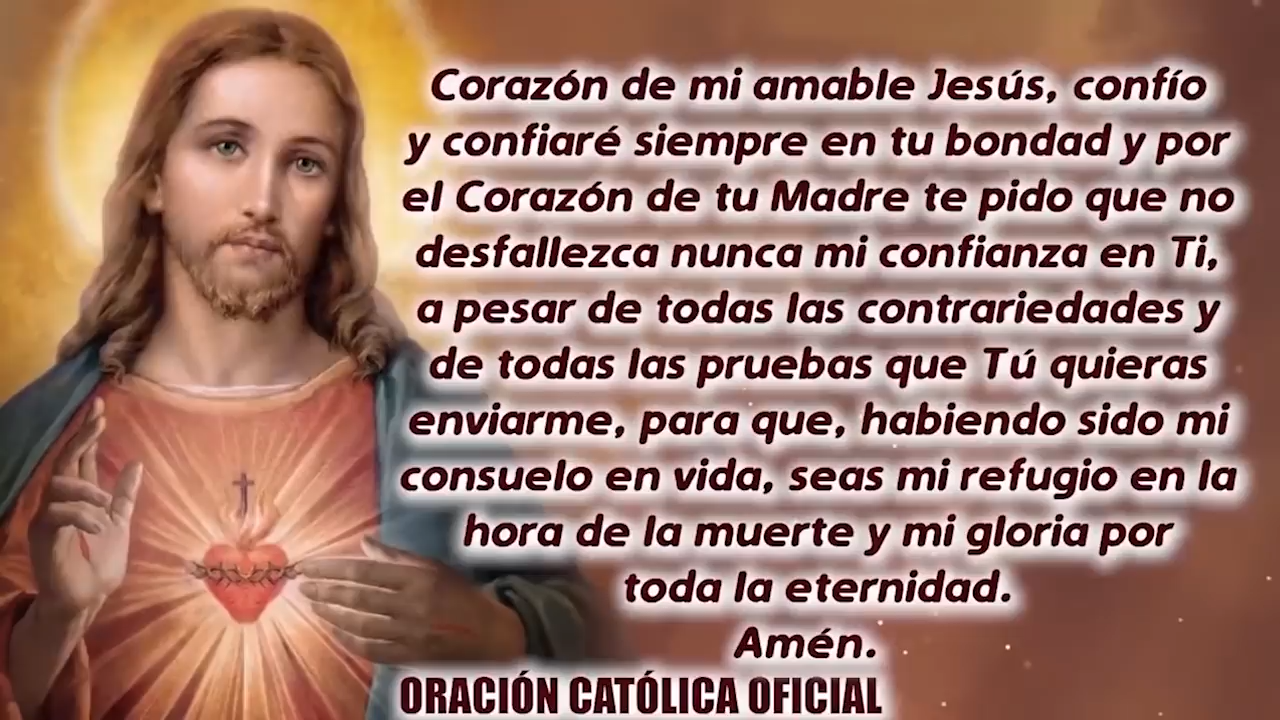 Corazón de mi amable Jesús, confío
y confiaré siempre en tu bondad y por
el Corazón de tu Madre te pido que no
desfallezca nunca mi confianza en Ti,
a pesar de todas las contrariedades y
de todas las pruebas que Tú quieras
enviarme, para que, habiendo sido mi
consuelo en vida, seas mi refugio en la
hora de la muerte y mi gloria por
toda la eternidad.
Amén.
ORACIÓN CATÓLICA OFICIAL